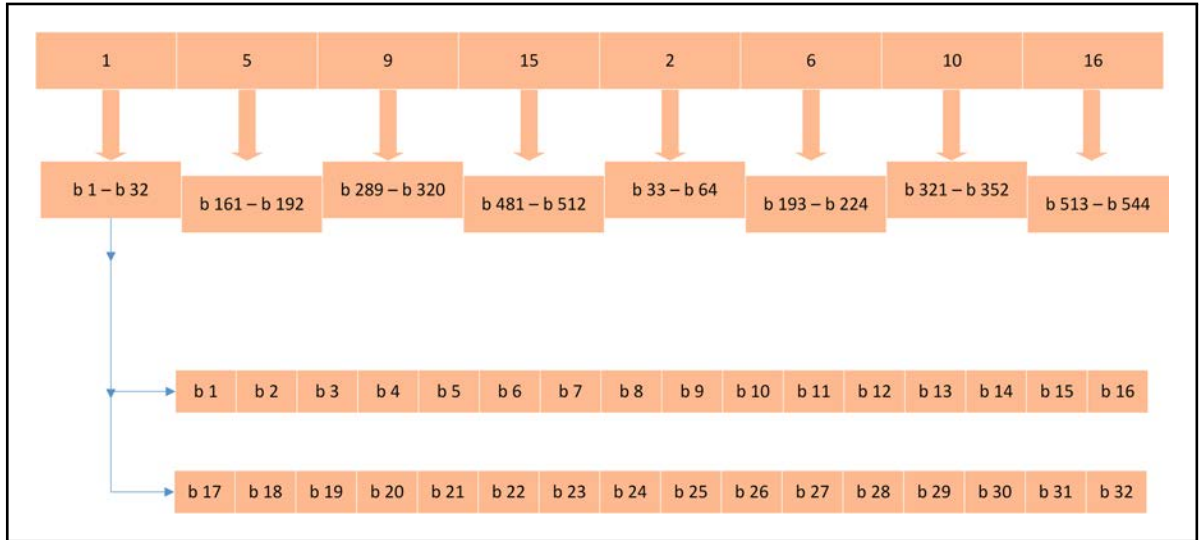 1 5 9 15 2 6 10 16
b 1 – b 32 b 161 – b 192 b 289 – b 320 b 481 – b 512 b 33 – b 64 b 193 – b 224 b 321 – b 352 b 513 – b 544
b 1 b 2 b 3 b 4 b 5 b 6 b 7 b 8 b 9 b 10 b 11 b 12 b 13 b 14 b 15 b 16
b 17 b 18 b 19 b 20 b 21 b 22 b 23 b 24 b 25 b 26 b 27 b 28 b 29 b 30 b 31 b 32